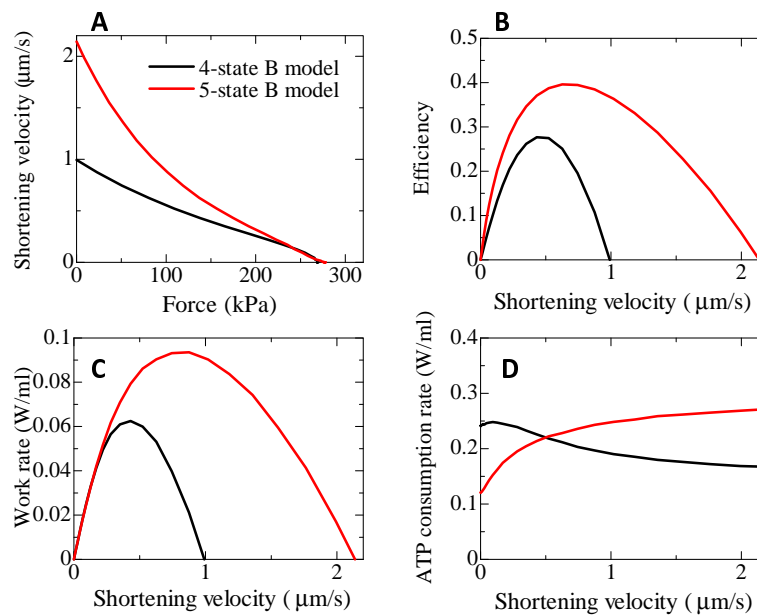 A
Shortening velocity (μm/s)
2
1
0
4-state B model
5-state B model
0 100 200 300
Force (kPa)
B
Efficiency
0.5
0.4
0.3
0.2
0.1
0
0 1 2
Shortening velocity ( μm/s)
C
Work rate (W/ml)
0.1
0.08
0.06
0.04
0.02
0
0 1 2
Shortening velocity ( μm/s)
D
ATP consumption rate (W/ml)
0.4
0.3
0.2
0.1
0
0 1 2
Shortening velocity ( μm/s)